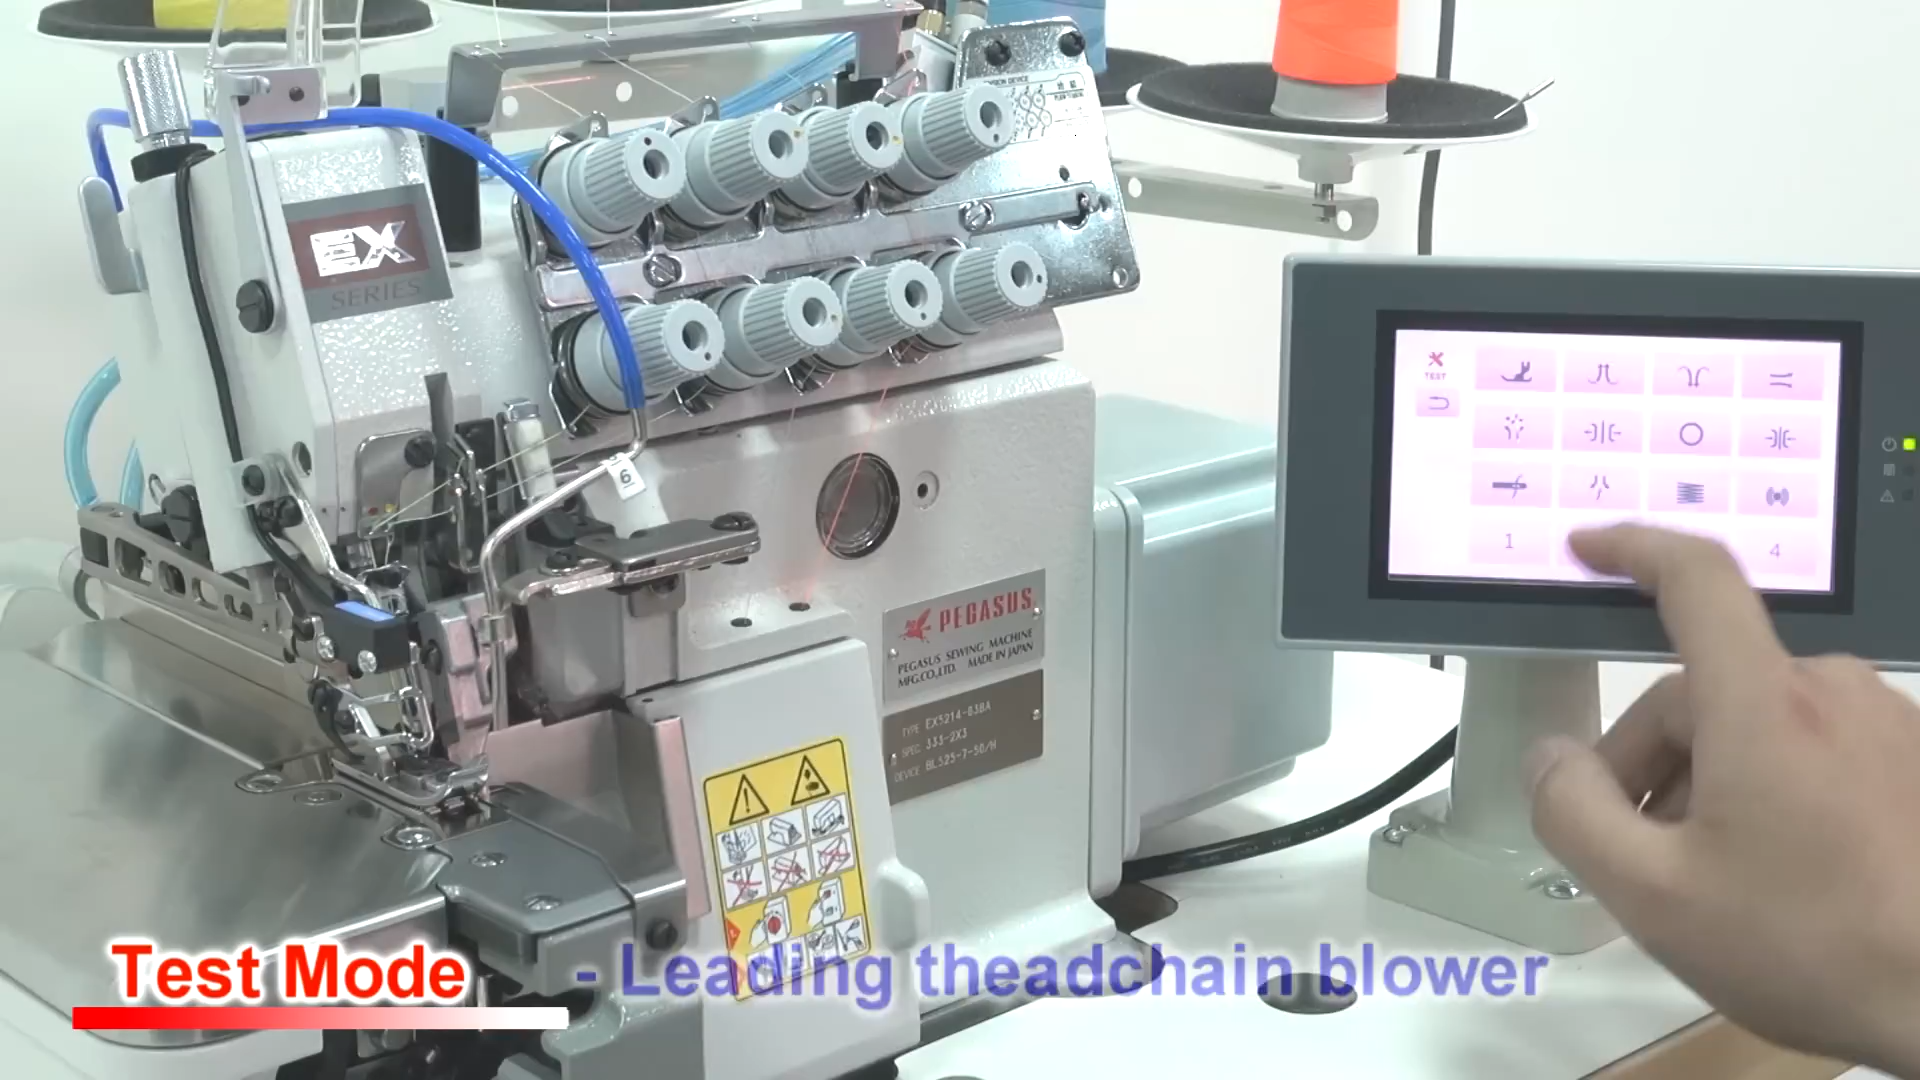 EX
SERIES
6
TEST
1
4
PEGASUS
PEGASUS SEWING MACHINE
MFG.CO.,LTD. MADE IN JAPAN
TYPE EX5214-83BA
SPEC. 333-2X3
DEVICE BL525-7-50/H
Test Mode - Leading theadchain blower